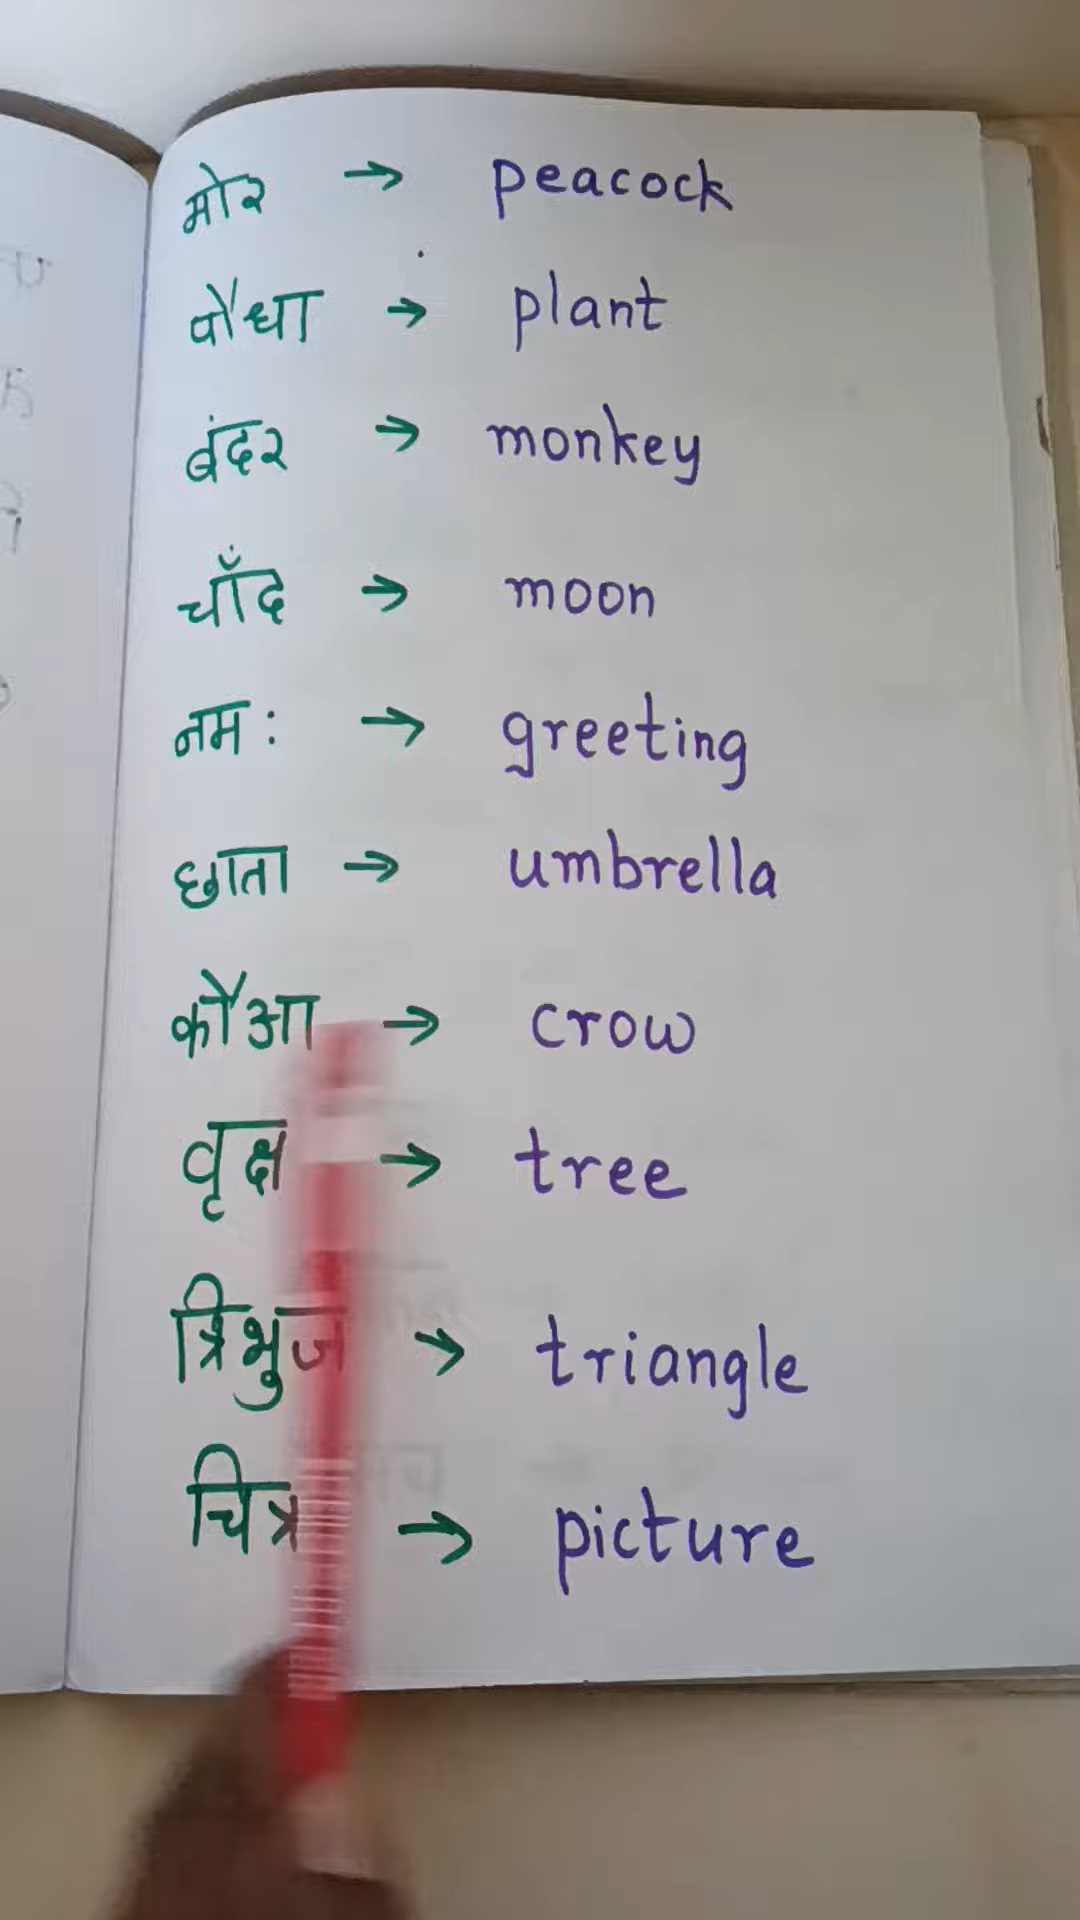 मोर → peacock
पौधा → plant
बंदर → monkey
चाँद → moon
नम: → greeting
छाता → umbrella
कौआ → crow
वृक्ष → tree
त्रिभुज → triangle
चित्र → picture